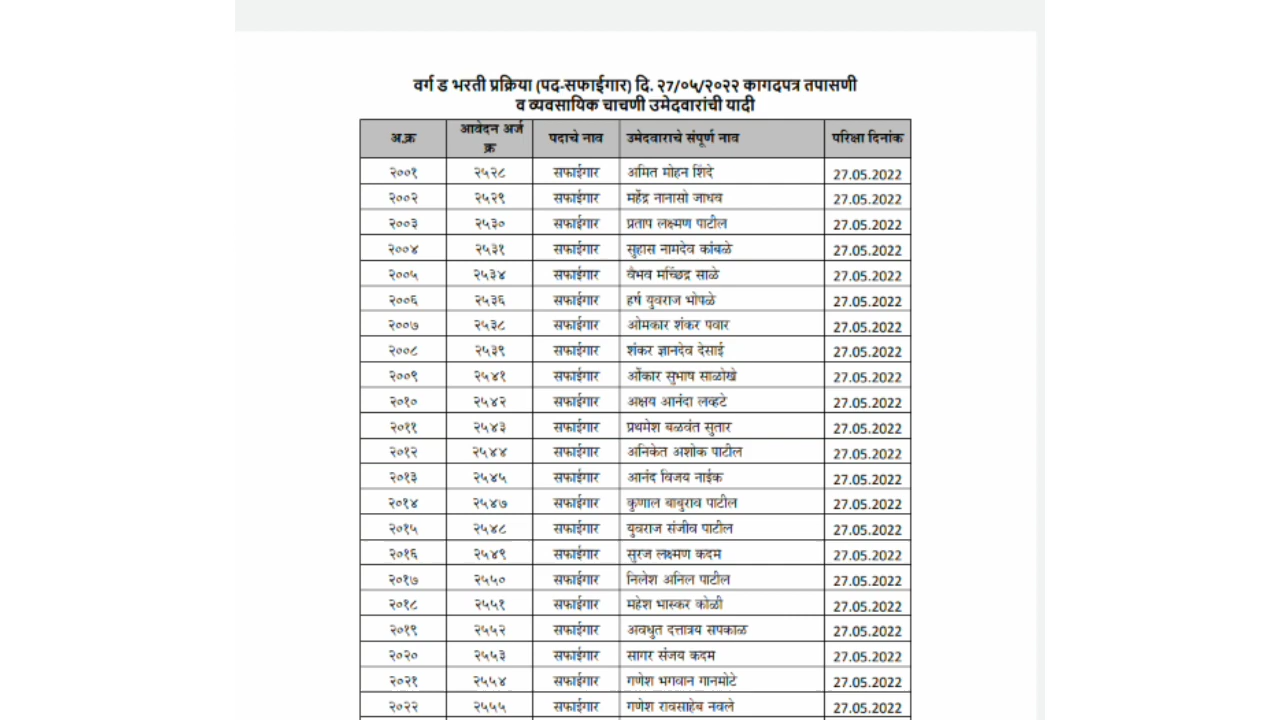 वर्ग ड भरती प्रक्रिया (पद-सफाईगार) दि. २७/०५/२०२२ कागदपत्र तपासणी
व व्यवसायिक चाचणी उमेदवारांची यादी
अ.क्र आवेदन अर्ज क्र पदाचे नाव उमेदवाराचे संपूर्ण नाव परिक्षा दिनांक
२००१ २५२८ सफाईगार अमित मोहन शिंदे 27.05.2022
२००२ २५२९ सफाईगार महेंद्र नानासो जाधव 27.05.2022
२००३ २५३० सफाईगार प्रताप लक्ष्मण पाटील 27.05.2022
२००४ २५३१ सफाईगार सुहास नामदेव कांबळे 27.05.2022
२००५ २५३४ सफाईगार वैभव मच्छिंद्र साळे 27.05.2022
२००६ २५३६ सफाईगार हर्ष युवराज भोपळे 27.05.2022
२००७ २५३८ सफाईगार ओमकार शंकर पवार 27.05.2022
२००८ २५३९ सफाईगार शंकर ज्ञानदेव देसाई 27.05.2022
२००९ २५४१ सफाईगार ओंकार सुभाष साळोखे 27.05.2022
२०१० २५४२ सफाईगार अक्षय आनंदा लव्हटे 27.05.2022
२०११ २५४३ सफाईगार प्रथमेश बळवंत सुतार 27.05.2022
२०१२ २५४४ सफाईगार अनिकेत अशोक पाटील 27.05.2022
२०१३ २५४५ सफाईगार आनंद विजय नाईक 27.05.2022
२०१४ २५४७ सफाईगार कुणाल बाबुराव पाटील 27.05.2022
२०१५ २५४८ सफाईगार युवराज संजीव पाटील 27.05.2022
२०१६ २५४९ सफाईगार सुरज लक्ष्मण कदम 27.05.2022
२०१७ २५५० सफाईगार निलेश अनिल पाटील 27.05.2022
२०१८ २५५१ सफाईगार महेश भास्कर कोळी 27.05.2022
२०१९ २५५२ सफाईगार अवधुत दत्तात्रय सपकाळ 27.05.2022
२०२० २५५३ सफाईगार सागर संजय कदम 27.05.2022
२०२१ २५५४ सफाईगार गणेश भगवान गानमोटे 27.05.2022
२०२२ २५५५ सफाईगार गणेश रावसाहेब नवले 27.05.2022